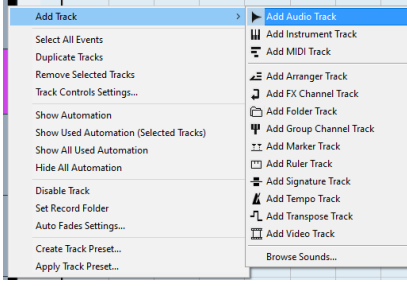 Add Track
Select All Events
Duplicate Tracks
Remove Selected Tracks
Track Controls Settings...
Show Automation
Show Used Automation (Selected Tracks)
Show All Used Automation
Hide All Automation
Disable Track
Set Record Folder
Auto Fades Settings...
Create Track Preset...
Apply Track Preset...
Add Audio Track
Add Instrument Track
Add MIDI Track
Add Arranger Track
Add FX Channel Track
Add Folder Track
Add Group Channel Track
Add Marker Track
Add Ruler Track
Add Signature Track
Add Tempo Track
Add Transpose Track
Add Video Track
Browse Sounds...